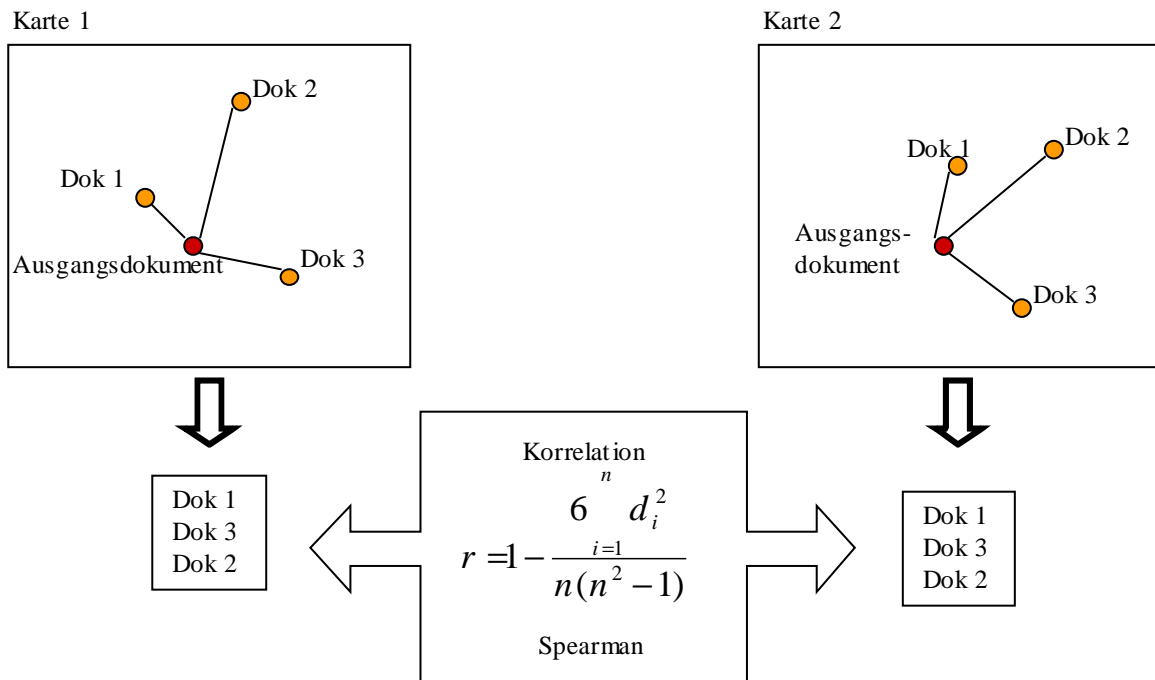 Karte 1
Dok 2
Dok 1
Ausgangsdokument
Dok 3
Karte 2
Dok 2
Dok 1
Ausgangs-
dokument
Dok 3
Dok 1
Dok 3
Dok 2
Korrelation
n
6 d_i^2
r = 1 -
i=1
n(n^2 - 1)
Spearman
Dok 1
Dok 3
Dok 2